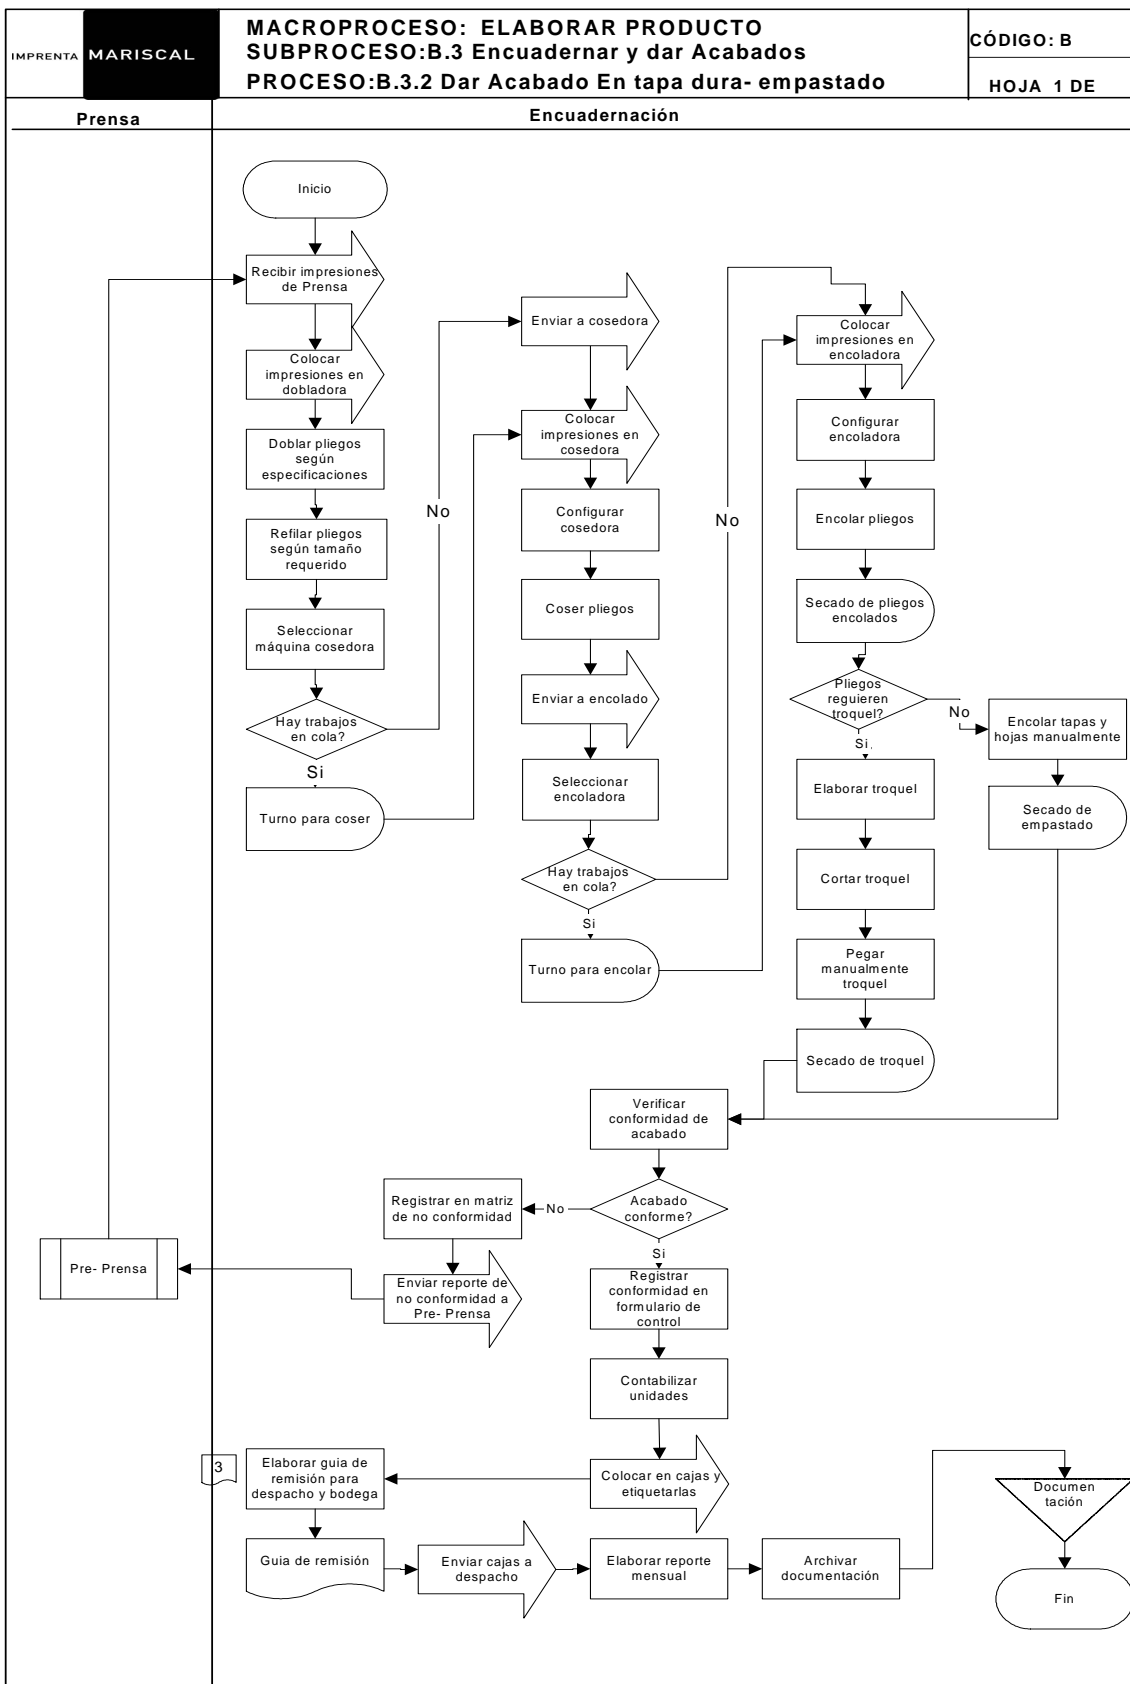 IMPRENTA MARISCAL
MACROPROCESO: ELABORAR PRODUCTO
SUBPROCESO:B.3 Encuadernar y dar Acabados
PROCESO:B.3.2 Dar Acabado En tapa dura- empastado
CÓDIGO: B
HOJA 1 DE
Prensa
Encuadernación
Inicio
Recibir impresiones
de Prensa
Colocar
impresiones en
dobladora
Doblar pliegos
según
especificaciones
Refilar pliegos
según tamaño
requerido
Seleccionar
máquina cosedora
Hay trabajos
en cola?
No
Si
Turno para coser
Enviar a cosedora
Colocar
impresiones en
cosedora
Configurar
cosedora
Coser pliegos
Enviar a encolado
Seleccionar
encoladora
Hay trabajos
en cola?
No
Si
Turno para encolar
Colocar
impresiones en
encoladora
Configurar
encoladora
Encolar pliegos
Secado de pliegos
encolados
Pliegos
reguieren
troquel?
No
Si
Encolar tapas y
hojas manualmente
Secado de
empastado
Elaborar troquel
Cortar troquel
Pegar
manualmente
troquel
Secado de troquel
Verificar
conformidad de
acabado
Acabado
conforme?
No
Si
Registrar en matriz
de no conformidad
Enviar reporte de
no conformidad a
Pre- Prensa
Pre- Prensa
Registrar
conformidad en
formulario de
control
Contabilizar
unidades
Colocar en cajas y
etiquetarlas
3
Elaborar guia de
remisión para
despacho y bodega
Guia de remisión
Enviar cajas a
despacho
Elaborar reporte
mensual
Archivar
documentación
Documen
tación
Fin